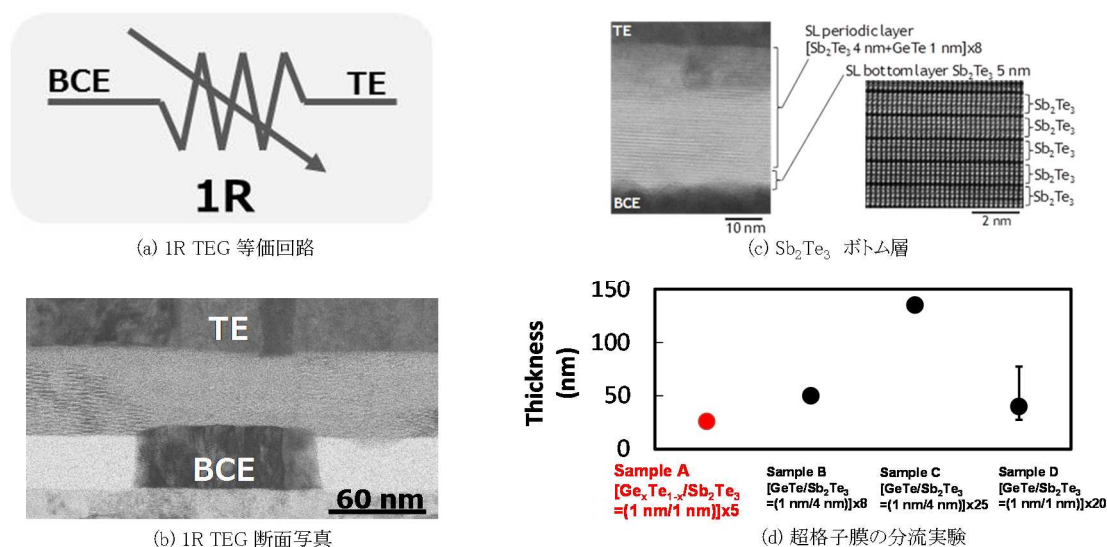 BCE
TE
1R
(a) 1R TEG 等価回路
TE
BCE
60 nm
(b) 1R TEG 断面写真
TE
SL periodic layer
[Sb₂Te₃ 4 nm+GeTe 1 nm]x8
SL bottom layer Sb₂Te₃ 5 nm
BCE
10 nm
Sb₂Te₃
Sb₂Te₃
Sb₂Te₃
Sb₂Te₃
Sb₂Te₃
2 nm
(c) Sb₂Te₃ ボトム層
Thickness
(nm)
150
100
50
0
Sample A
[GeₓTe₁₋ₓ/Sb₂Te₃
=(1 nm/1 nm)]x5
Sample B
[GeTe/Sb₂Te₃
=(1 nm/4 nm)]x8
Sample C
[GeTe/Sb₂Te₃
=(1 nm/4 nm)]x25
Sample D
[GeTe/Sb₂Te₃
=(1 nm/1 nm)]x20
(d) 超格子膜の分流実験